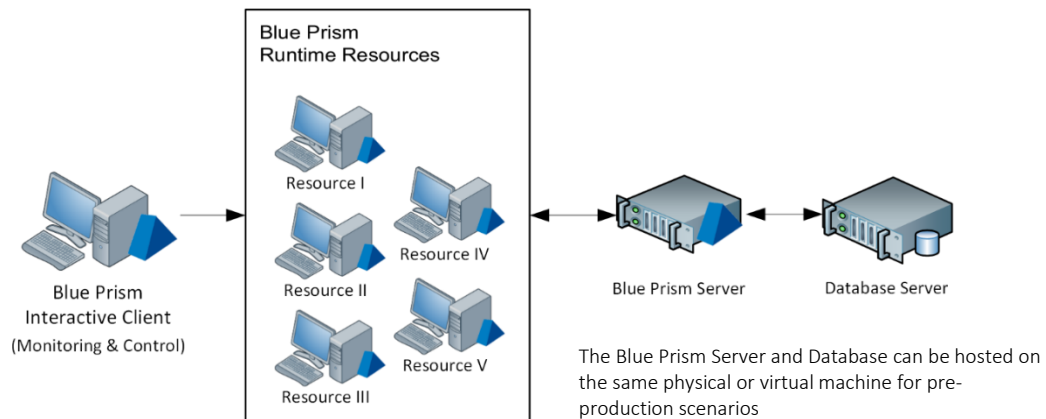 Blue Prism
Runtime Resources
Resource I
Resource IV
Resource II
Resource V
Resource III
Blue Prism
Interactive Client
(Monitoring & Control)
Blue Prism Server
Database Server
The Blue Prism Server and Database can be hosted on
the same physical or virtual machine for pre-
production scenarios